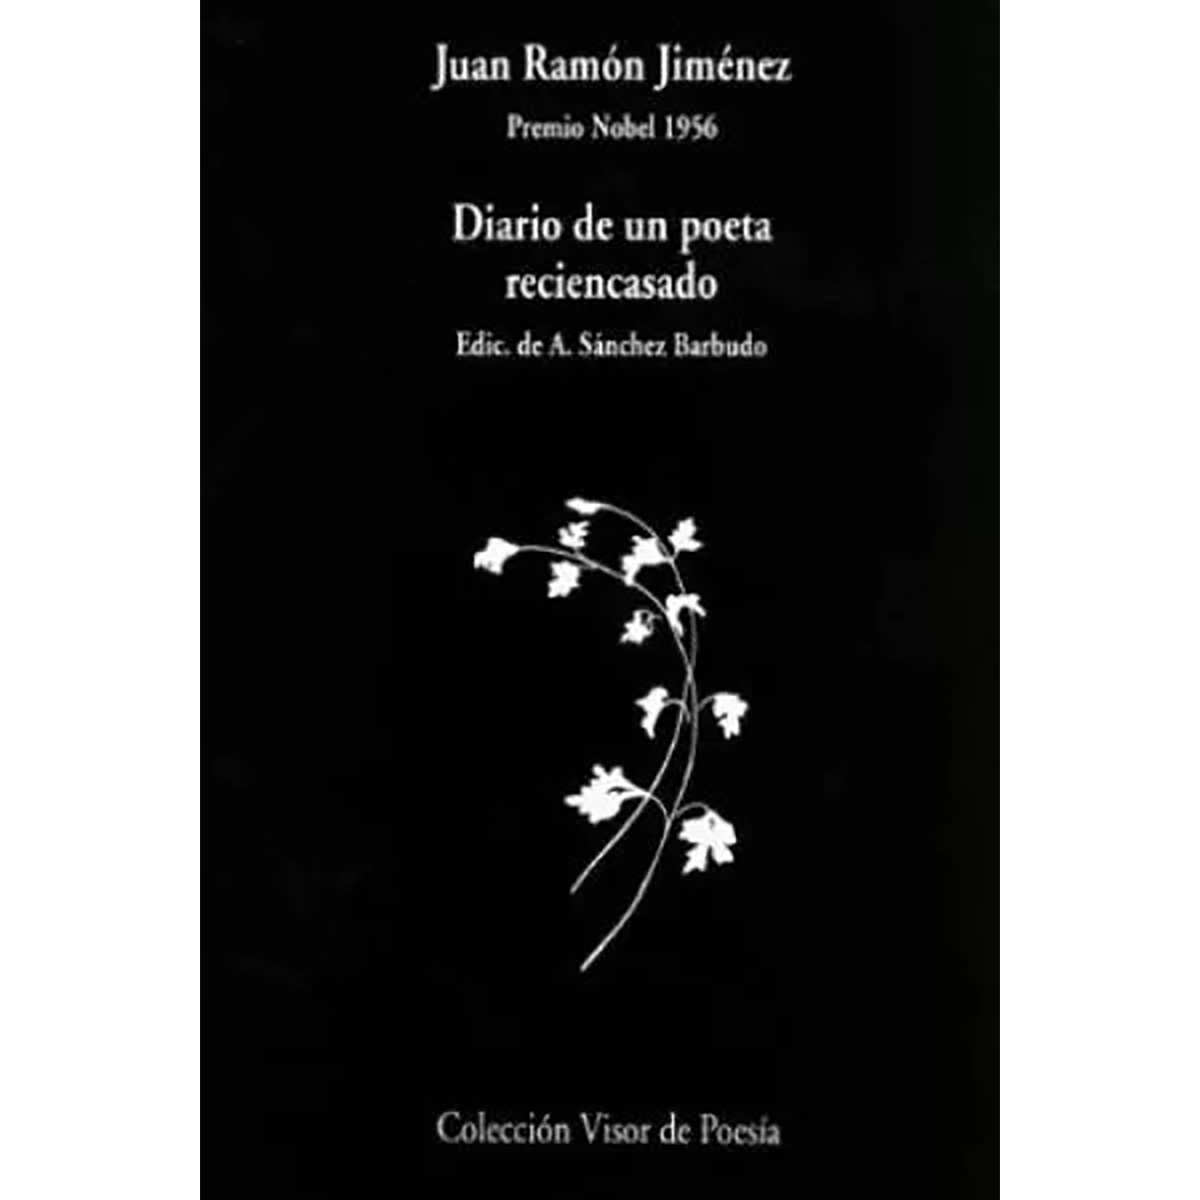 Juan Ramón Jiménez
Premio Nobel 1956
Diario de un poeta
reciencasado
Edic. de A. Sánchez Barbudo
Colección Visor de Poesía